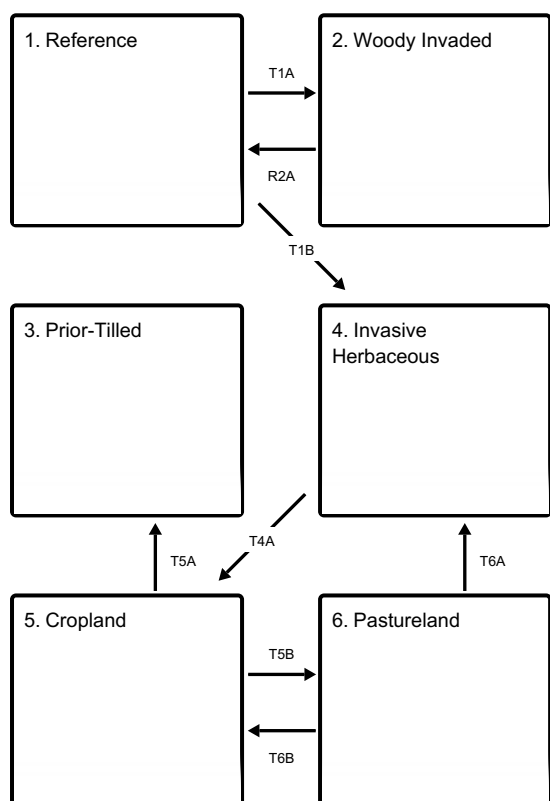 1. Reference
2. Woody Invaded
T1A
R2A
T1B
3. Prior-Tilled
4. Invasive
Herbaceous
T4A
T5A
T6A
5. Cropland
6. Pastureland
T5B
T6B